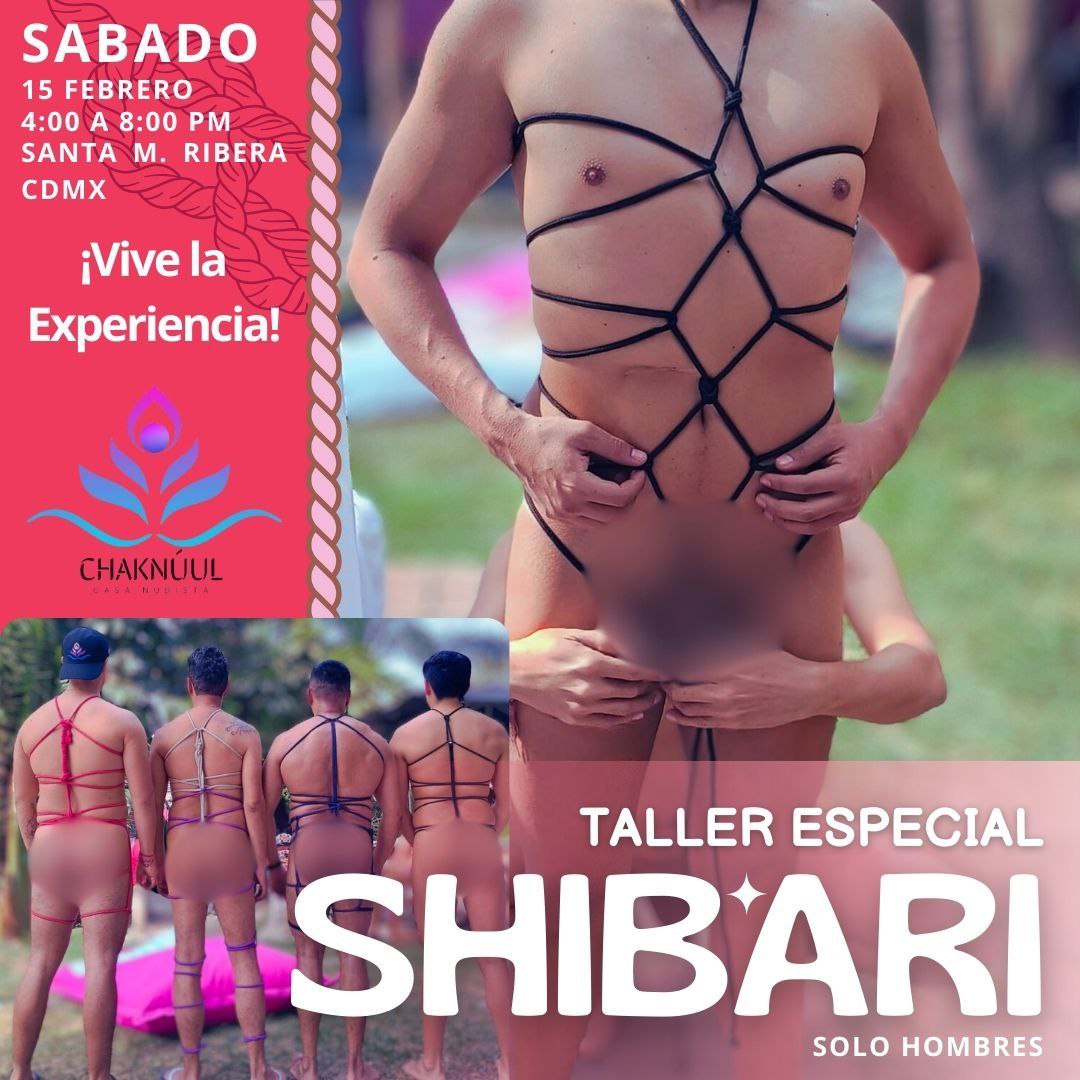 SABADO
15 FEBRERO
4:00 A 8:00 PM
SANTA M. RIBERA
CDMX
¡Vive la
Experiencia!
CHAKNÚUL
CASA NUDISTA
TALLER ESPECIAL
SHIBARI
SOLO HOMBRES